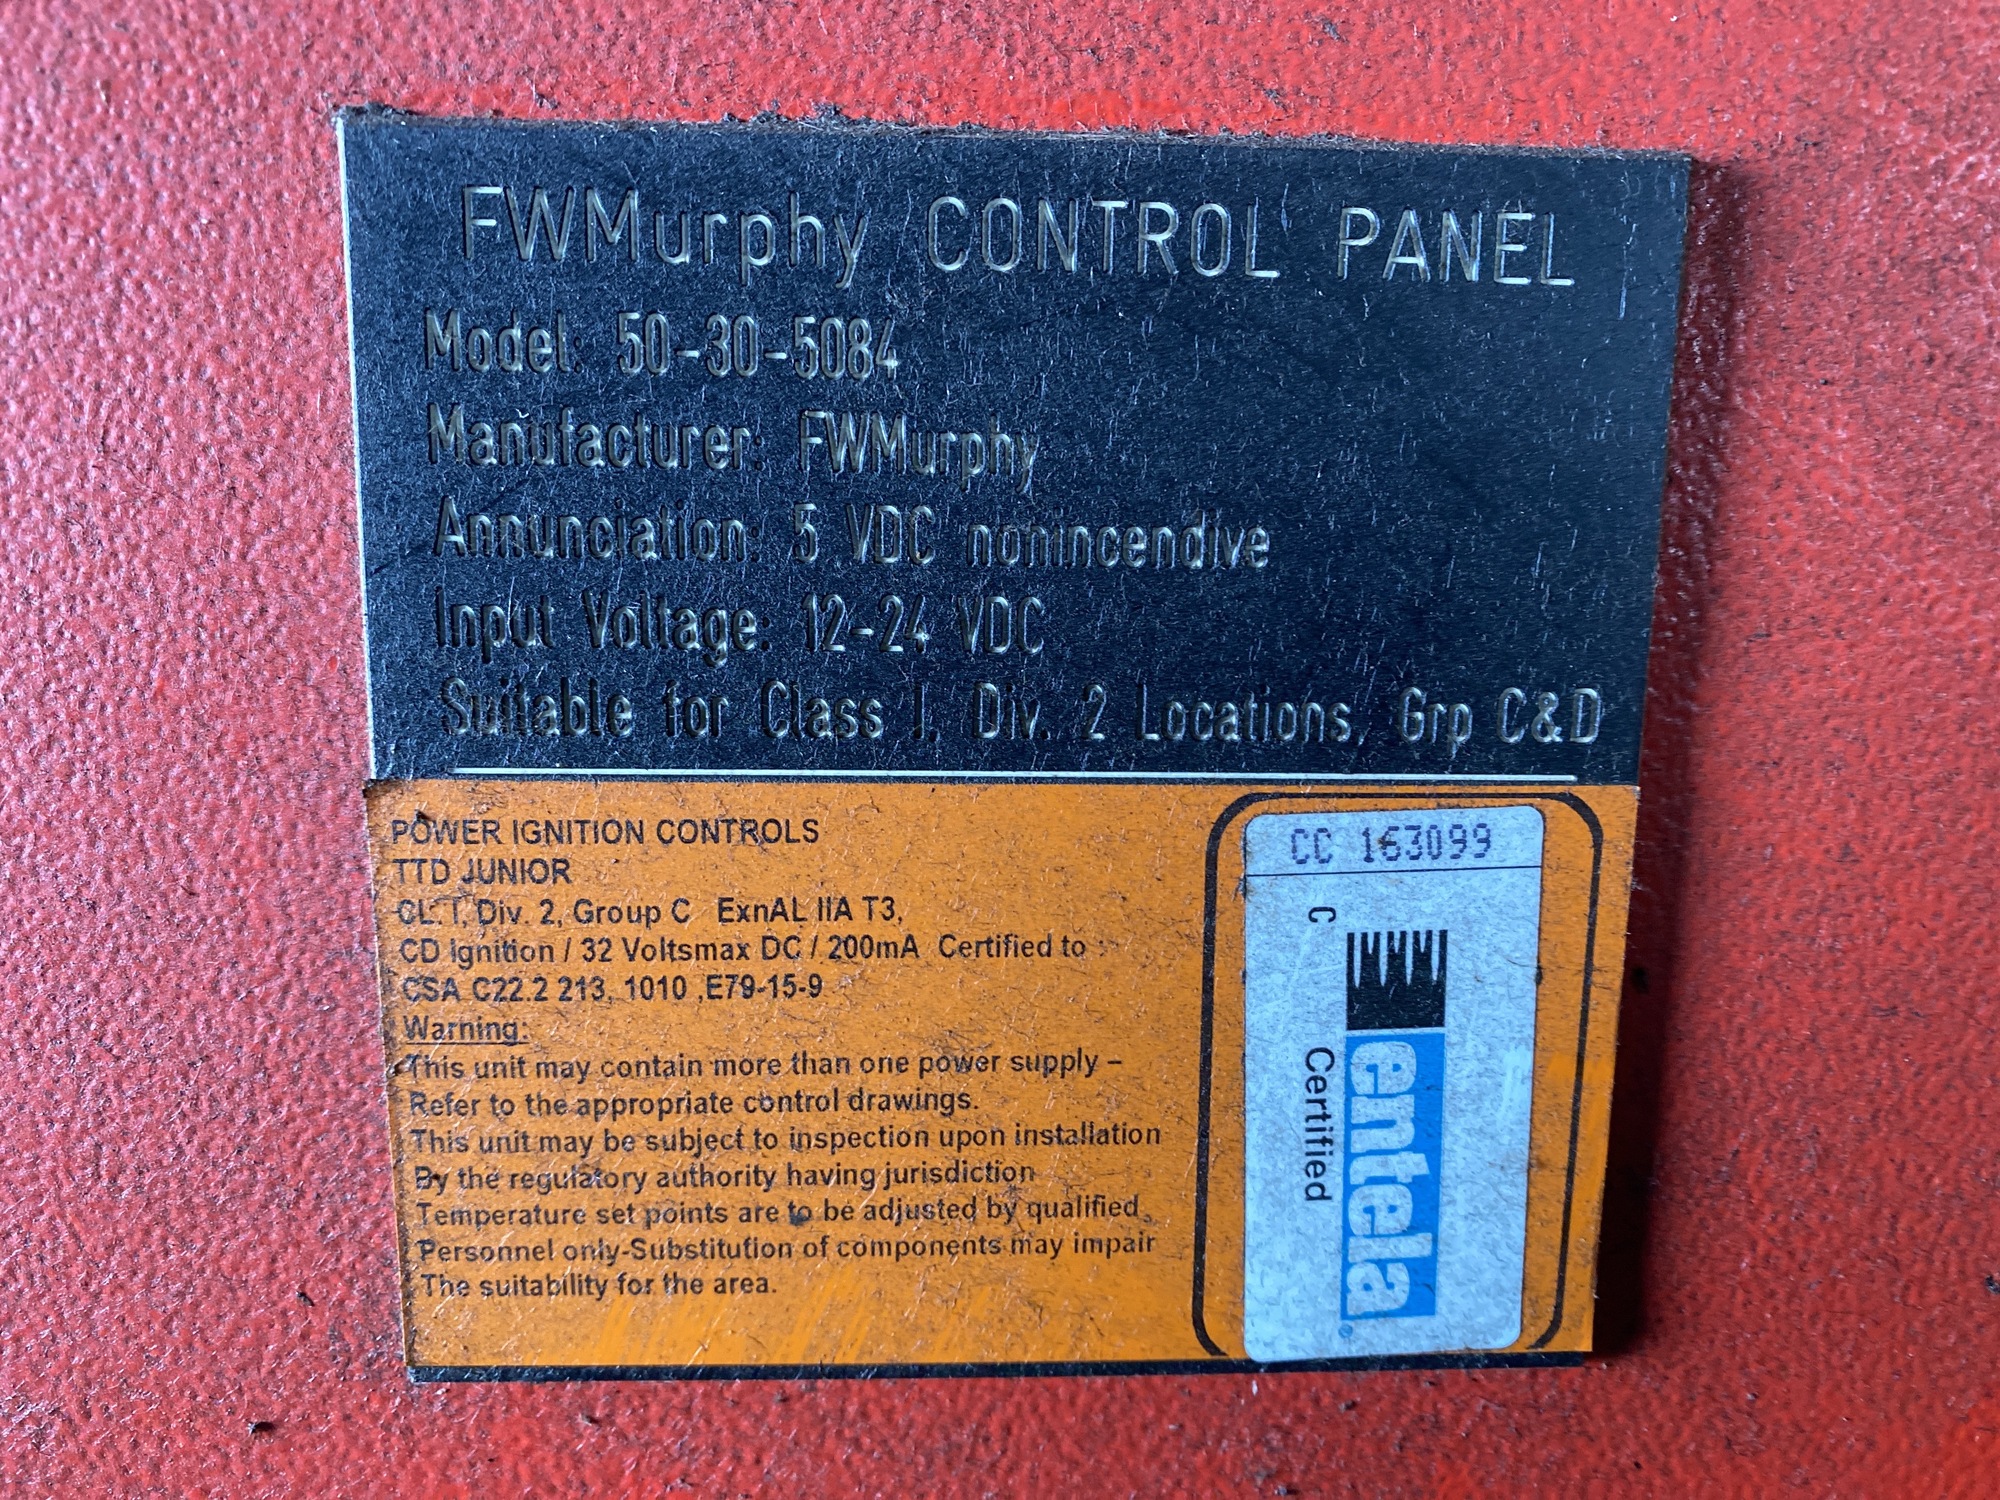 FWMurphy CONTROL PANEL
Model: 50-30-5084
Manufacturer: FWMurphy
Annunciation: 5 VDC nonincendive
Input Voltage: 12-24 VDC
Suitable for Class I, Div. 2 Locations, Grp C&D
POWER IGNITION CONTROLS
TTD JUNIOR
CL. I, Div. 2, Group C ExnAL IIA T3,
CD Ignition / 32 Voltsmax DC / 200mA Certified to :
CSA C22.2 213, 1010 ,E79-15-9
Warning:
This unit may contain more than one power supply –
Refer to the appropriate control drawings.
This unit may be subject to inspection upon installation
By the regulatory authority having jurisdiction
Temperature set points are to be adjusted by qualified
Personnel only-Substitution of components may impair
The suitability for the area.
CC 163099
C
entela
Certified